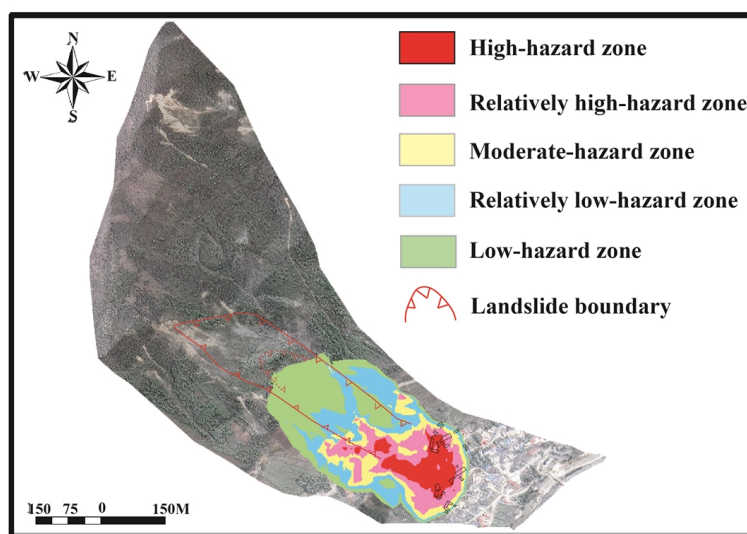 N
W E
S
High-hazard zone
Relatively high-hazard zone
Moderate-hazard zone
Relatively low-hazard zone
Low-hazard zone
Landslide boundary
150 75 0 150M